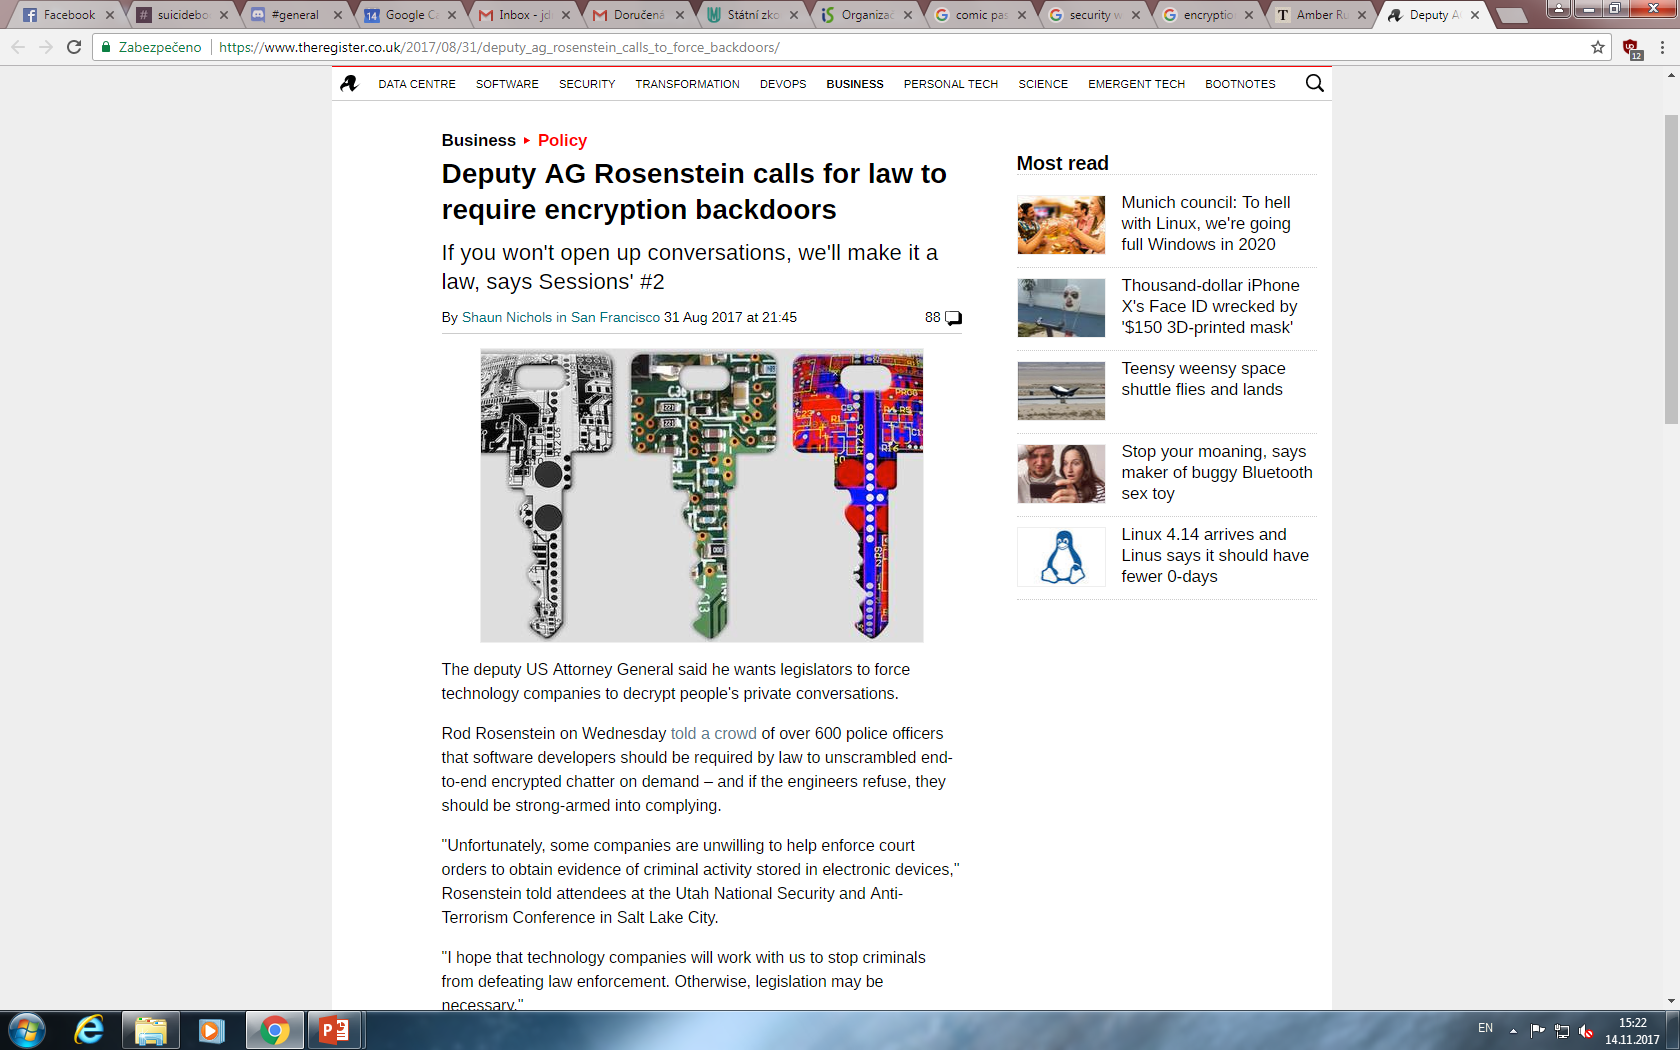 Facebook
suicidebo
#general
Google Ca
Inbox - jd
Doručená
Státní zko
Organizac
comic pas
security w
encryptio
Amber Ru
Deputy A
Zabezpečeno
https://www.theregister.co.uk/2017/08/31/deputy_ag_rosenstein_calls_to_force_backdoors/
12
DATA CENTRE SOFTWARE SECURITY TRANSFORMATION DEVOPS BUSINESS PERSONAL TECH SCIENCE EMERGENT TECH BOOTNOTES
Business ▸ Policy
Deputy AG Rosenstein calls for law to
require encryption backdoors
If you won't open up conversations, we'll make it a
law, says Sessions' #2
By Shaun Nichols in San Francisco 31 Aug 2017 at 21:45
88
The deputy US Attorney General said he wants legislators to force
technology companies to decrypt people's private conversations.
Rod Rosenstein on Wednesday told a crowd of over 600 police officers
that software developers should be required by law to unscrambled end-
to-end encrypted chatter on demand – and if the engineers refuse, they
should be strong-armed into complying.
"Unfortunately, some companies are unwilling to help enforce court
orders to obtain evidence of criminal activity stored in electronic devices,"
Rosenstein told attendees at the Utah National Security and Anti-
Terrorism Conference in Salt Lake City.
"I hope that technology companies will work with us to stop criminals
from defeating law enforcement. Otherwise, legislation may be
necessary."
Most read
Munich council: To hell
with Linux, we're going
full Windows in 2020
Thousand-dollar iPhone
X's Face ID wrecked by
'$150 3D-printed mask'
Teensy weensy space
shuttle flies and lands
Stop your moaning, says
maker of buggy Bluetooth
sex toy
Linux 4.14 arrives and
Linus says it should have
fewer 0-days
EN
15:22
14.11.2017